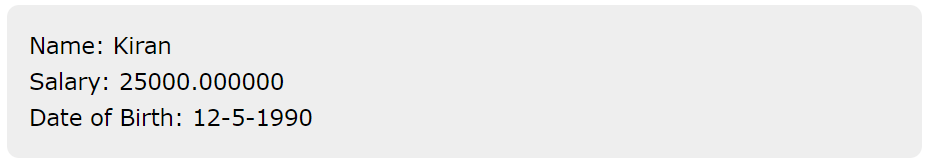 Name: Kiran
Salary: 25000.000000
Date of Birth: 12-5-1990